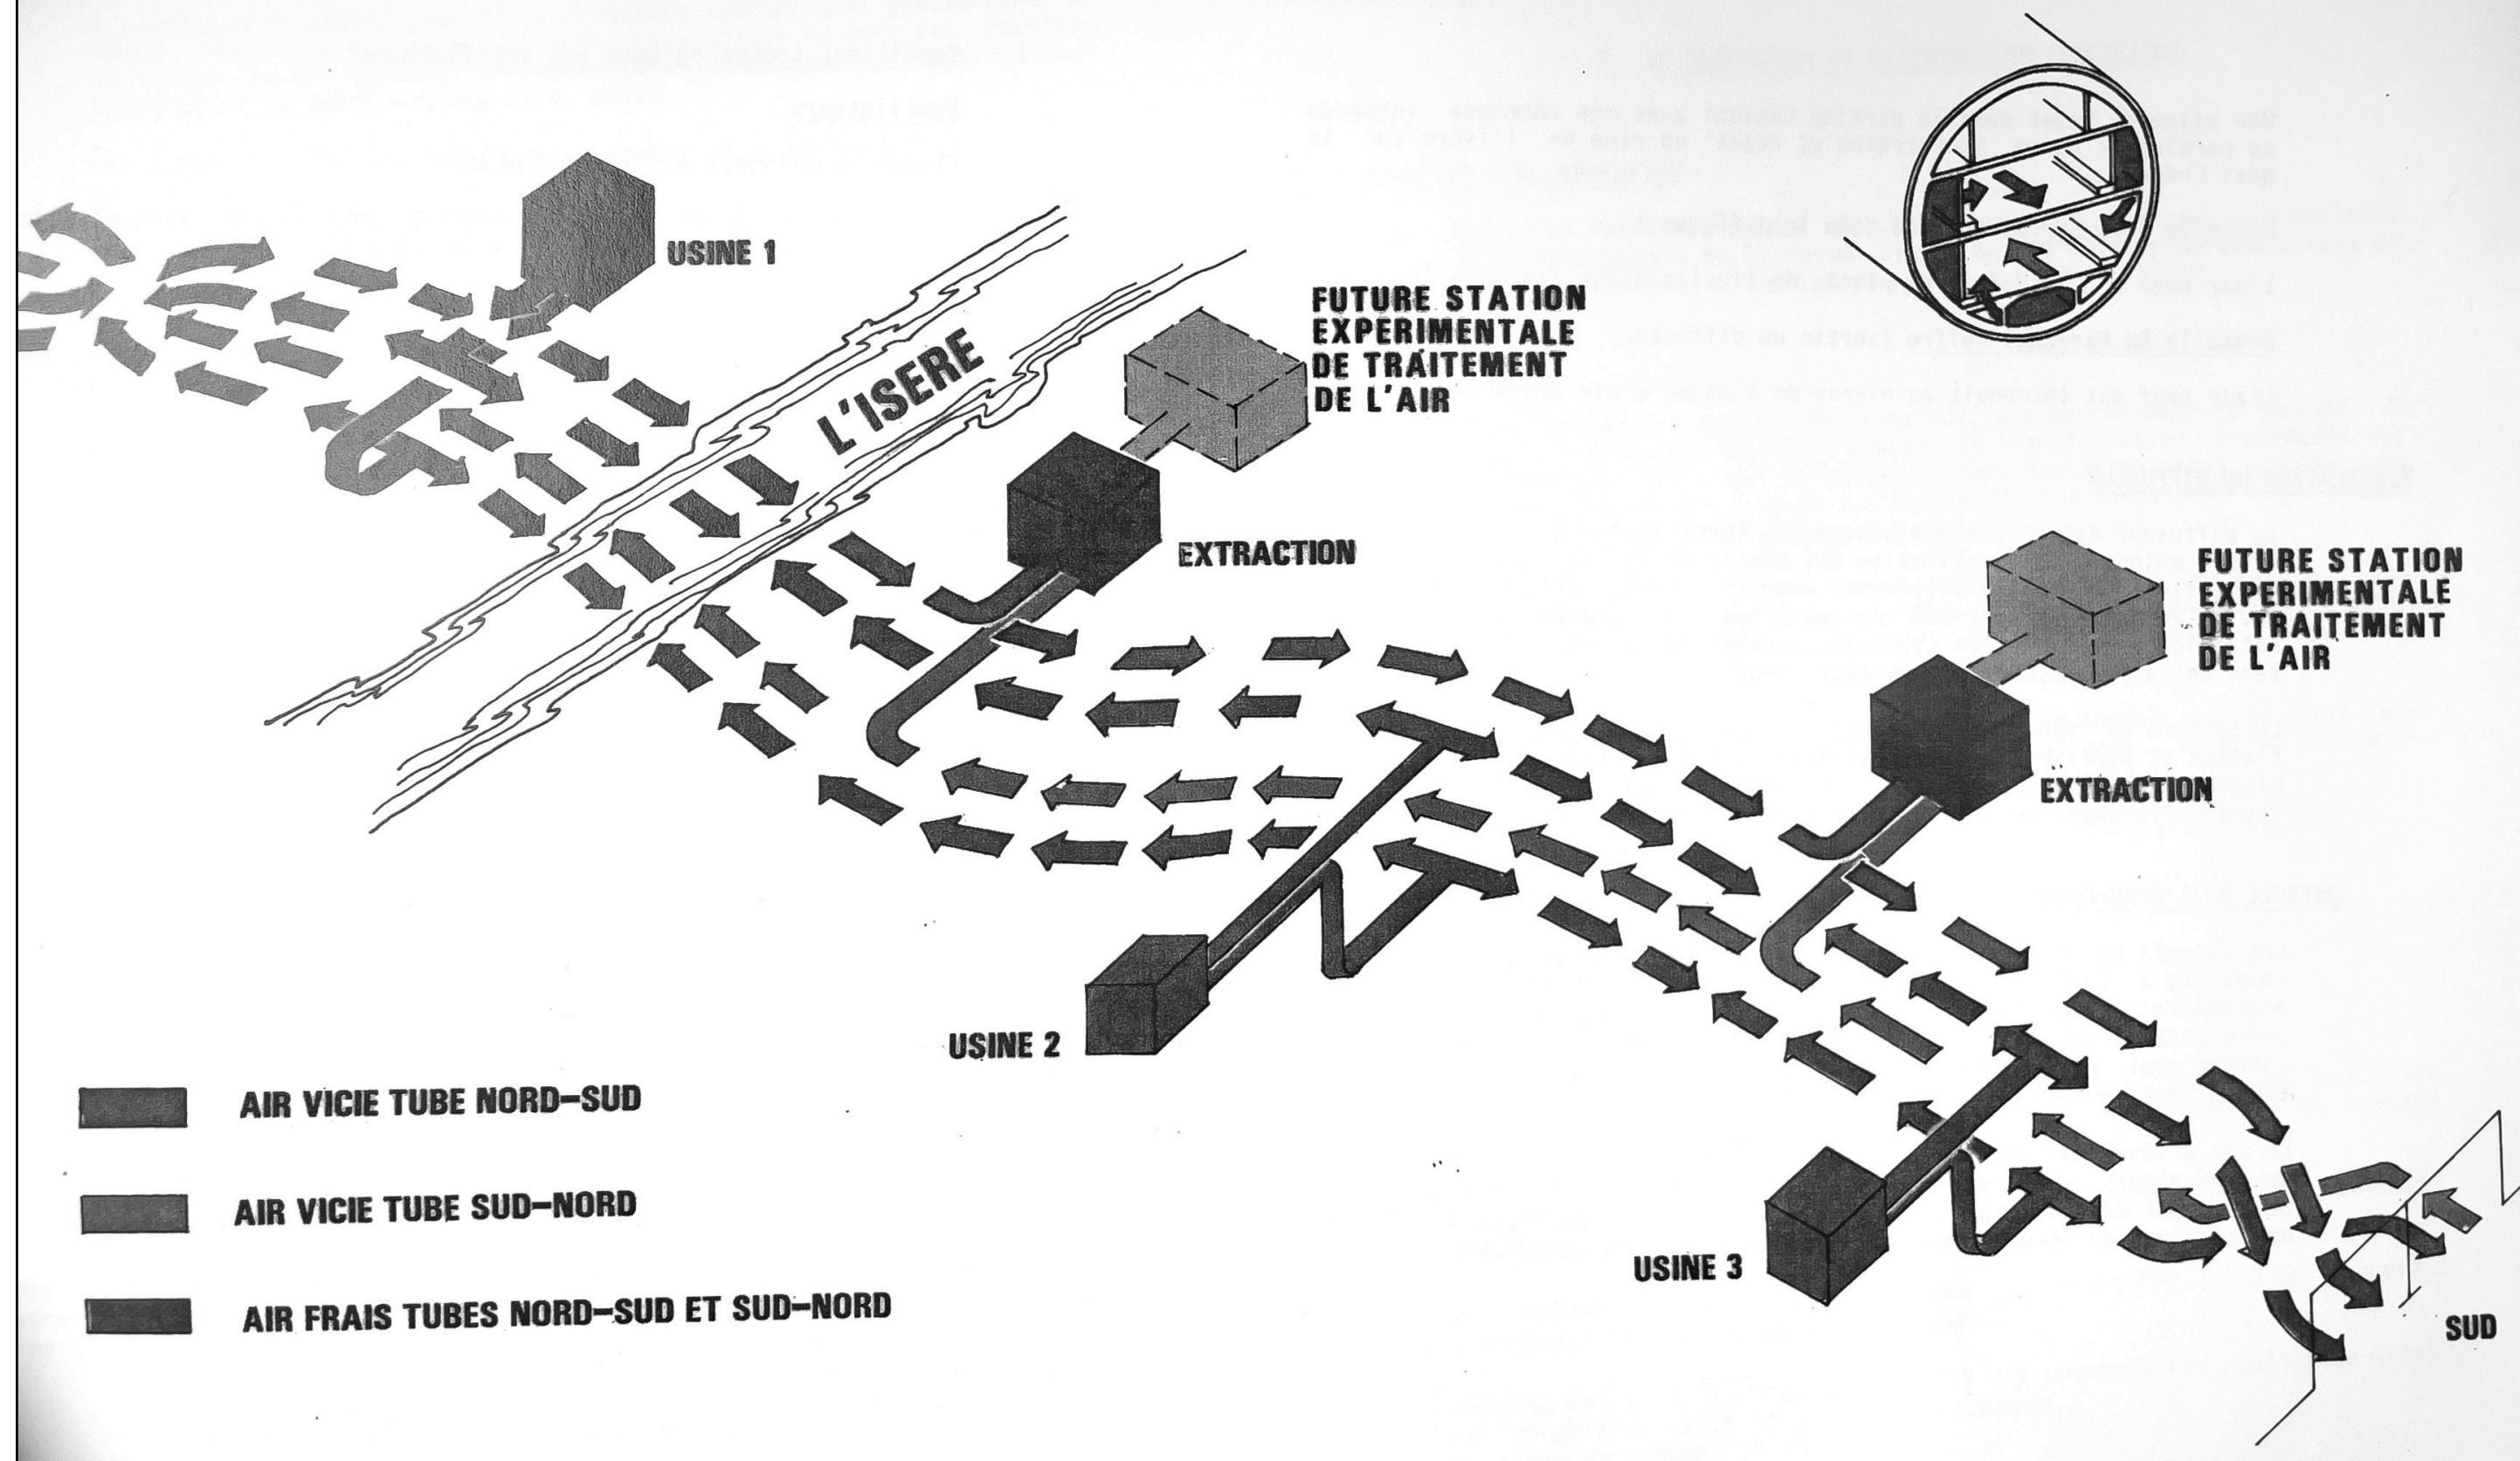 USINE 1
L'ISERE
FUTURE STATION
EXPERIMENTALE
DE TRAITEMENT
DE L'AIR
EXTRACTION
FUTURE STATION
EXPERIMENTALE
DE TRAITEMENT
DE L'AIR
EXTRACTION
USINE 2
AIR VICIE TUBE NORD-SUD
AIR VICIE TUBE SUD-NORD
USINE 3
AIR FRAIS TUBES NORD-SUD ET SUD-NORD
SUD